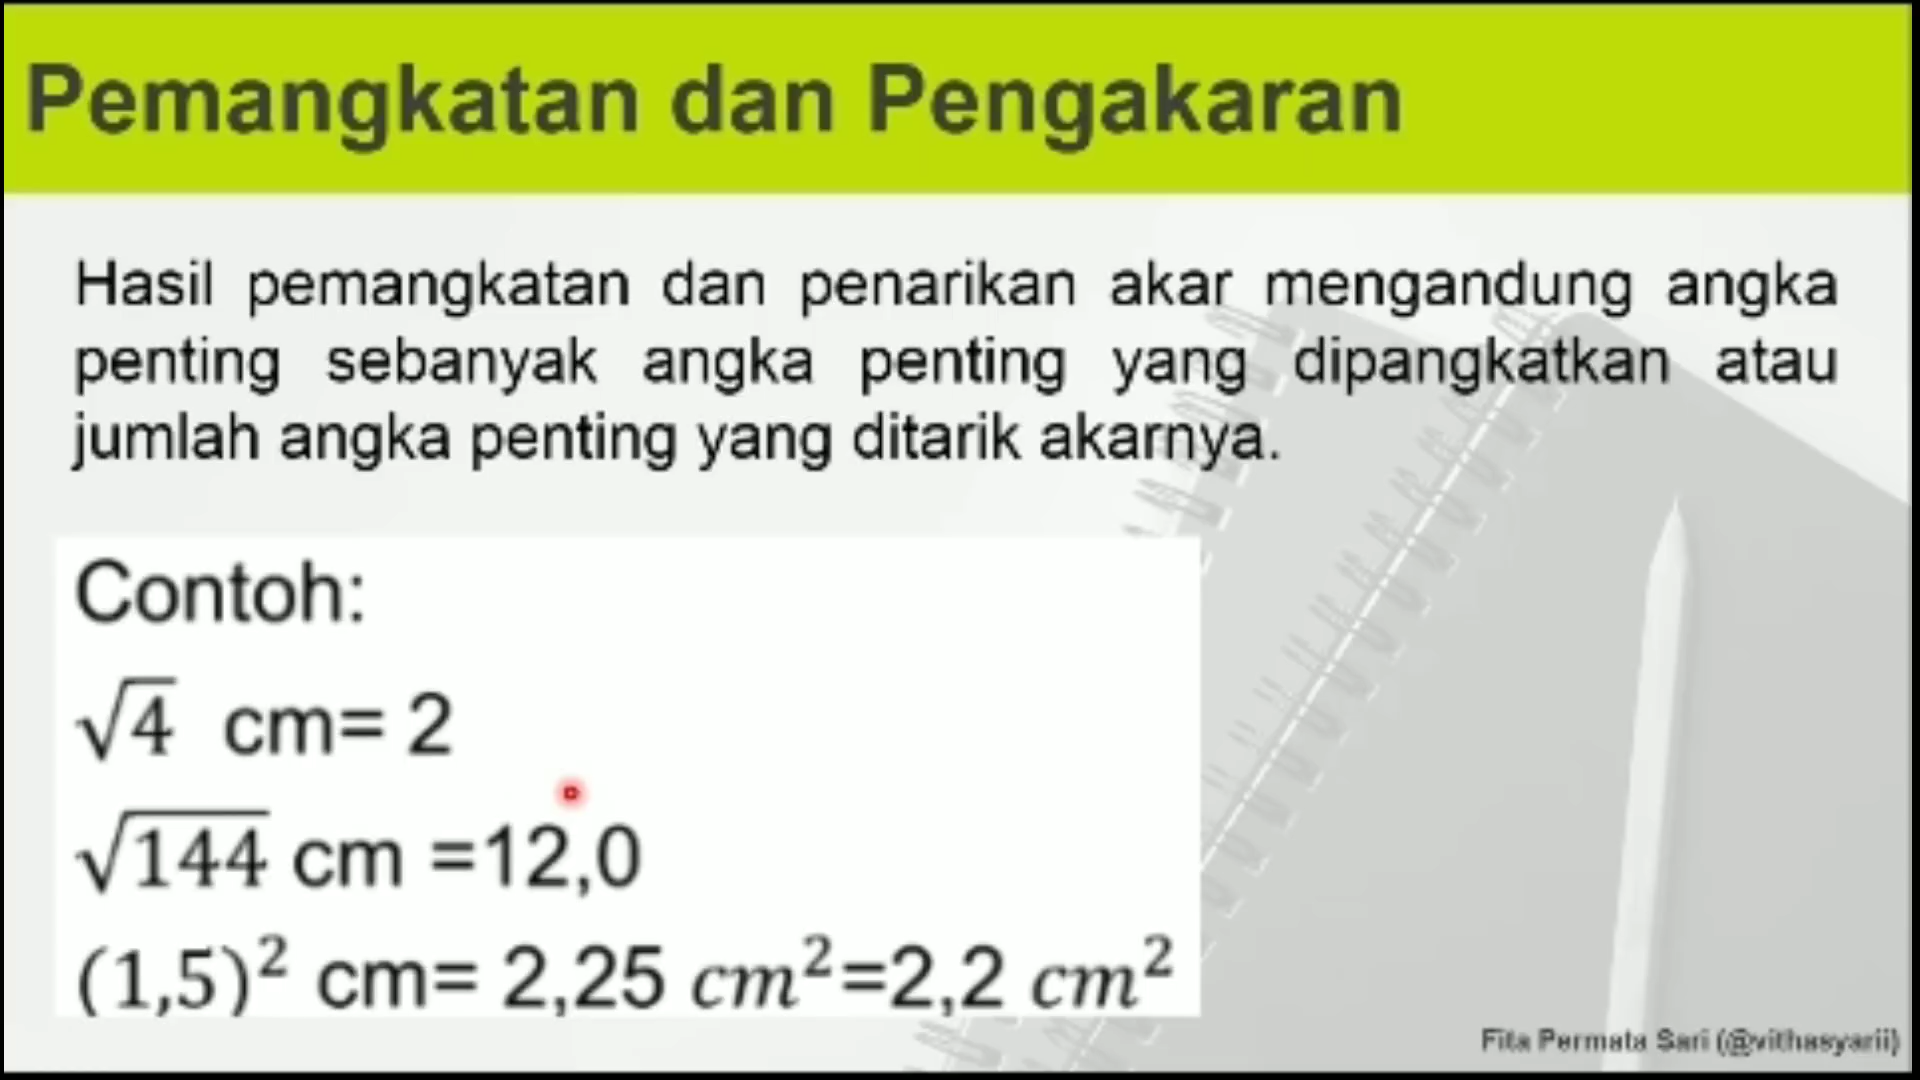 Pemangkatan dan Pengakaran
Hasil pemangkatan dan penarikan akar mengandung angka
penting sebanyak angka penting yang dipangkatkan atau
jumlah angka penting yang ditarik akarnya.
Contoh:
√4 cm= 2
√144 cm =12,0
(1,5)² cm= 2,25 cm²=2,2 cm²
Fita Permata Sari (@vithasyarii)